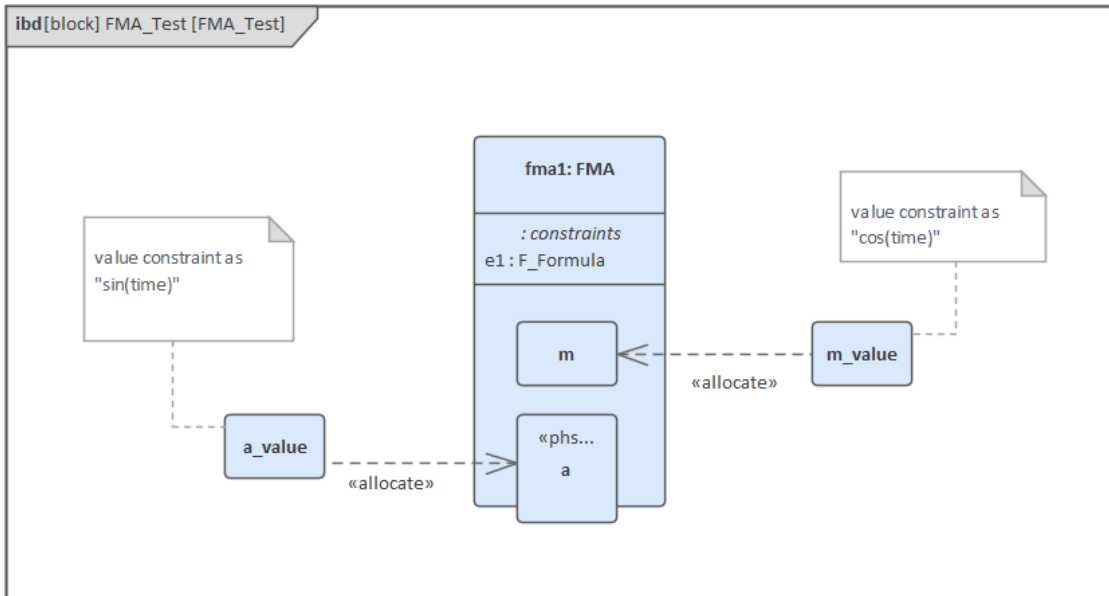 ibd [block] FMA_Test [FMA_Test]
fma1: FMA
: constraints
e1 : F_Formula
value constraint as
"sin(time)"
value constraint as
"cos(time)"
m
m_value
«allocate»
«phs...
a
a_value
«allocate»